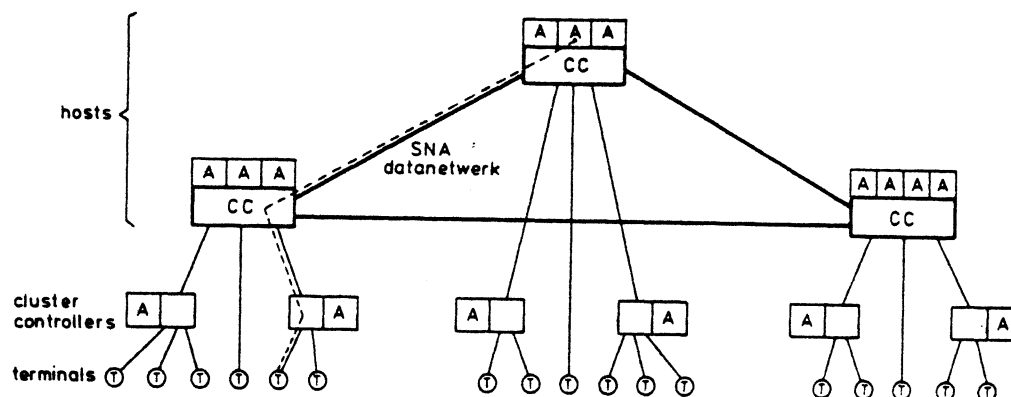 A A A
CC
hosts
SNA
datanetwerk
A A A
CC
A A A A
CC
cluster
controllers
A
A
A
A
A
A
terminals T T T T T T T T T T T T T T T T T